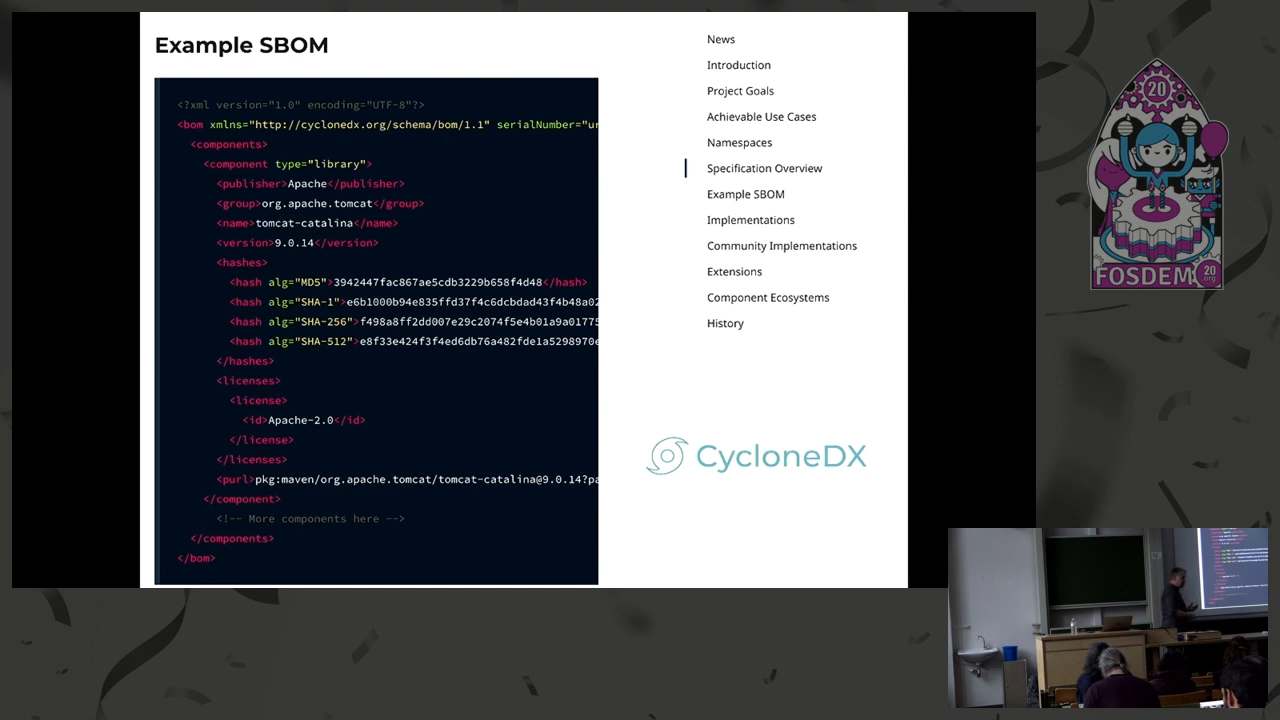 Example SBOM
<?xml version="1.0" encoding="UTF-8"?>
<bom xmlns="http://cyclonedx.org/schema/bom/1.1" serialNumber="ur
<components>
<component type="library">
<publisher>Apache</publisher>
<group>org.apache.tomcat</group>
<name>tomcat-catalina</name>
<version>9.0.14</version>
<hashes>
<hash alg="MD5">3942447fac867ae5cdb3229b658f4d48</hash>
<hash alg="SHA-1">e6b1000b94e835ffd37f4c6dcbdad43f4b48a02
<hash alg="SHA-256">f498a8ff2dd007e29c2074f5e4b01a9a01775
<hash alg="SHA-512">e8f33e424f3f4ed6db76a482fde1a5298970e
</hashes>
<licenses>
<license>
<id>Apache-2.0</id>
</license>
</licenses>
<purl>pkg:maven/org.apache.tomcat/tomcat-catalina@9.0.14?pa
</component>
<!-- More components here -->
</components>
</bom>
News
Introduction
Project Goals
Achievable Use Cases
Namespaces
Specification Overview
Example SBOM
Implementations
Community Implementations
Extensions
Component Ecosystems
History
CycloneDX
20
FOSDEM
20
.org